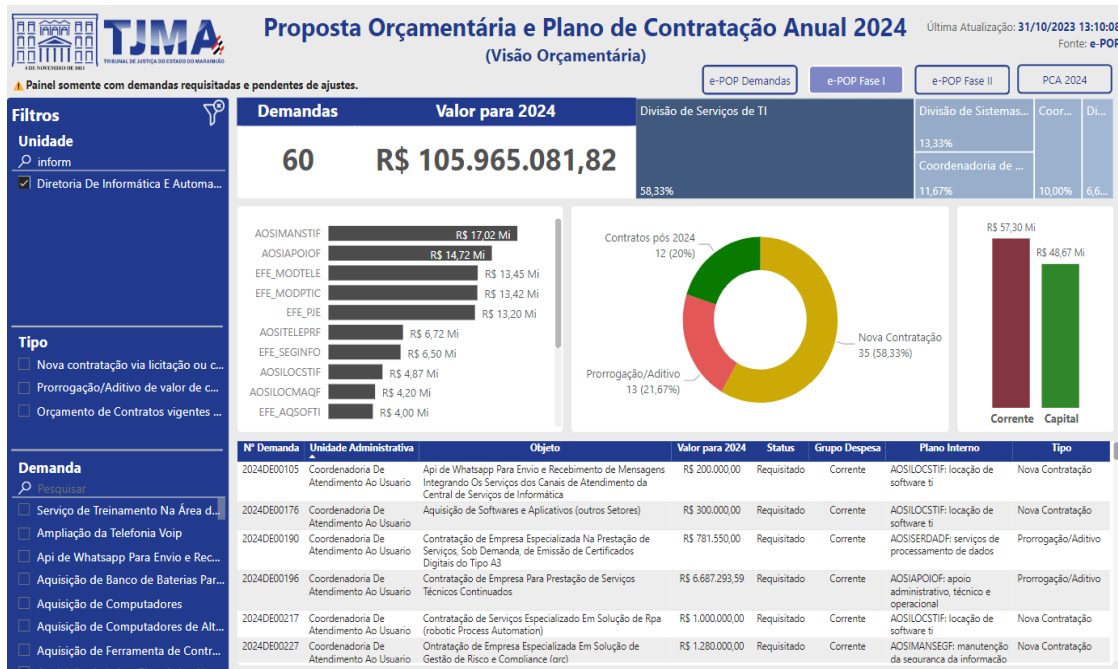 4 DE NOVEMBRO DE 1813
TJMA
TRIBUNAL DE JUSTIÇA DO ESTADO DO MARANHÃO
Proposta Orçamentária e Plano de Contratação Anual 2024
(Visão Orçamentária)
Última Atualização: 31/10/2023 13:10:08
Fonte: e-POP
Painel somente com demandas requisitadas e pendentes de ajustes.
e-POP Demandas
e-POP Fase I
e-POP Fase II
PCA 2024
Filtros
Unidade
inform
Diretoria De Informática E Automa...
Tipo
Nova contratação via licitação ou c...
Prorrogação/Aditivo de valor de c...
Orçamento de Contratos vigentes ...
Demanda
Pesquisar
Serviço de Treinamento Na Área d...
Ampliação da Telefonia Voip
Api de Whatsapp Para Envio e Rec...
Aquisição de Banco de Baterias Par...
Aquisição de Computadores
Aquisição de Computadores de Alt...
Aquisição de Ferramenta de Contr...
Demandas Valor para 2024
60 R$ 105.965.081,82
Divisão de Serviços de TI
58,33%
Divisão de Sistemas...
13,33%
Coordenadoria de ...
11,67%
Coor...
10,00%
Di...
6,6...
AOSIMANSTIF R$ 17,02 Mi
AOSIAPOIOF R$ 14,72 Mi
EFE_MODTELE R$ 13,45 Mi
EFE_MODPTIC R$ 13,42 Mi
EFE_PJE R$ 13,20 Mi
AOSITELEPRF R$ 6,72 Mi
EFE_SEGINFO R$ 6,50 Mi
AOSILOCSTIF R$ 4,87 Mi
AOSILOCMAQF R$ 4,20 Mi
EFE_AQSOFTI R$ 4,00 Mi
Contratos pós 2024
12 (20%)
Nova Contratação
35 (58,33%)
Prorrogação/Aditivo
13 (21,67%)
R$ 57,30 Mi
R$ 48,67 Mi
Corrente Capital
Nº Demanda Unidade Administrativa Objeto Valor para 2024 Status Grupo Despesa Plano Interno Tipo
2024DE00105 Coordenadoria De Api de Whatsapp Para Envio e Recebimento de Mensagens R$ 200.000,00 Requisitado Corrente AOSILOCSTIF: locação de Nova Contratação
Atendimento Ao Usuario Integrando Os Serviços dos Canais de Atendimento da software ti
Central de Serviços de Informática
2024DE00176 Coordenadoria De Aquisição de Softwares e Aplicativos (outros Setores) R$ 300.000,00 Requisitado Corrente AOSILOCSTIF: locação de Nova Contratação
Atendimento Ao Usuario software ti
2024DE00190 Coordenadoria De Contratação de Empresa Especializada Na Prestação de R$ 781.550,00 Requisitado Corrente AOSISERDADF: serviços de Prorrogação/Aditivo
Atendimento Ao Usuario Serviços, Sob Demanda, de Emissão de Certificados processamento de dados
Digitais do Tipo A3
2024DE00196 Coordenadoria De Contratação de Empresa Para Prestação de Serviços R$ 6.687.293,59 Requisitado Corrente AOSIAPOIOF: apoio Prorrogação/Aditivo
Atendimento Ao Usuario Técnicos Continuados administrativo, técnico e
operacional
2024DE00217 Coordenadoria De Contratação de Serviços Especializado Em Solução de Rpa R$ 1.000.000,00 Requisitado Corrente AOSILOCSTIF: locação de Nova Contratação
Atendimento Ao Usuario (robotic Process Automation) software ti
2024DE00227 Coordenadoria De Ontratação de Empresa Especializada Em Solução de R$ 1.280.000,00 Requisitado Corrente AOSIMANSEGF: manutenção Nova Contratação
Atendimento Ao Usuario Gestão de Risco e Compliance (grc) da segurança da informação